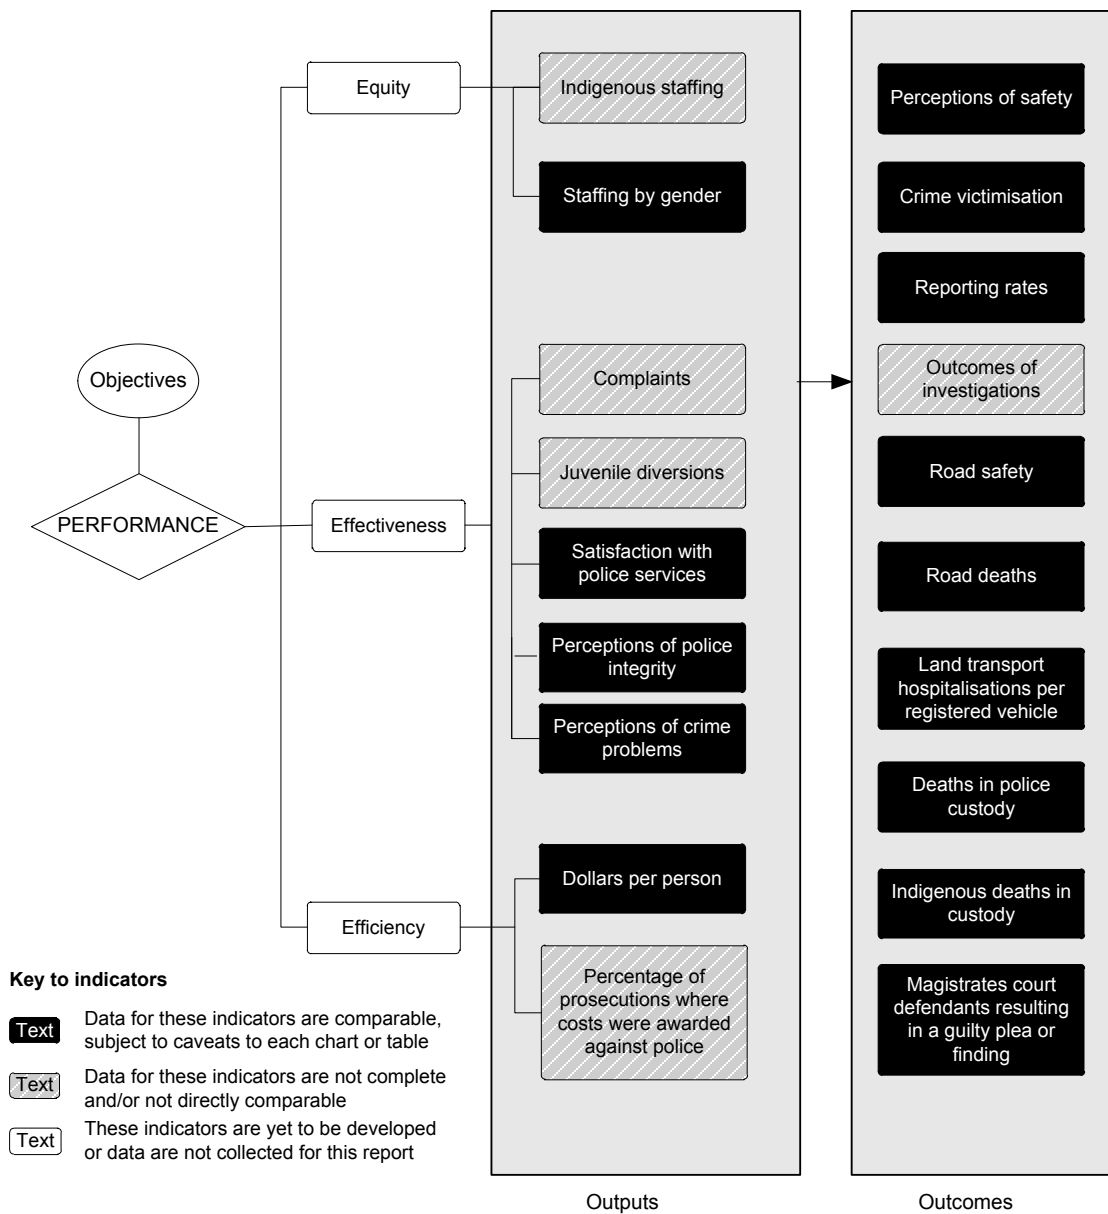 Objectives
PERFORMANCE
Equity
Effectiveness
Efficiency
Indigenous staffing
Staffing by gender
Complaints
Juvenile diversions
Satisfaction with
police services
Perceptions of police
integrity
Perceptions of crime
problems
Dollars per person
Percentage of
prosecutions where
costs were awarded
against police
Outputs
Perceptions of safety
Crime victimisation
Reporting rates
Outcomes of
investigations
Road safety
Road deaths
Land transport
hospitalisations per
registered vehicle
Deaths in police
custody
Indigenous deaths in
custody
Magistrates court
defendants resulting
in a guilty plea or
finding
Outcomes
Key to indicators
Text
Data for these indicators are comparable,
subject to caveats to each chart or table
Text
Data for these indicators are not complete
and/or not directly comparable
Text
These indicators are yet to be developed
or data are not collected for this report